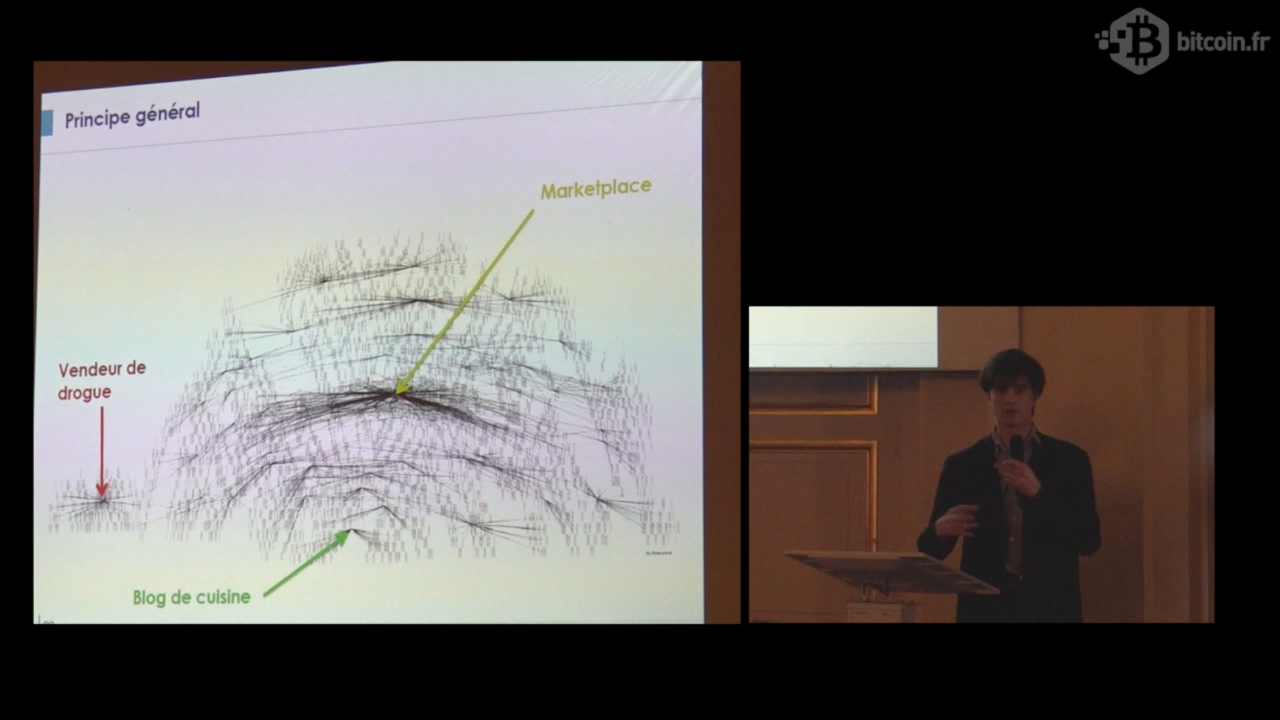 bitcoin.fr
Principe général
Marketplace
Vendeur de
drogue
Blog de cuisine